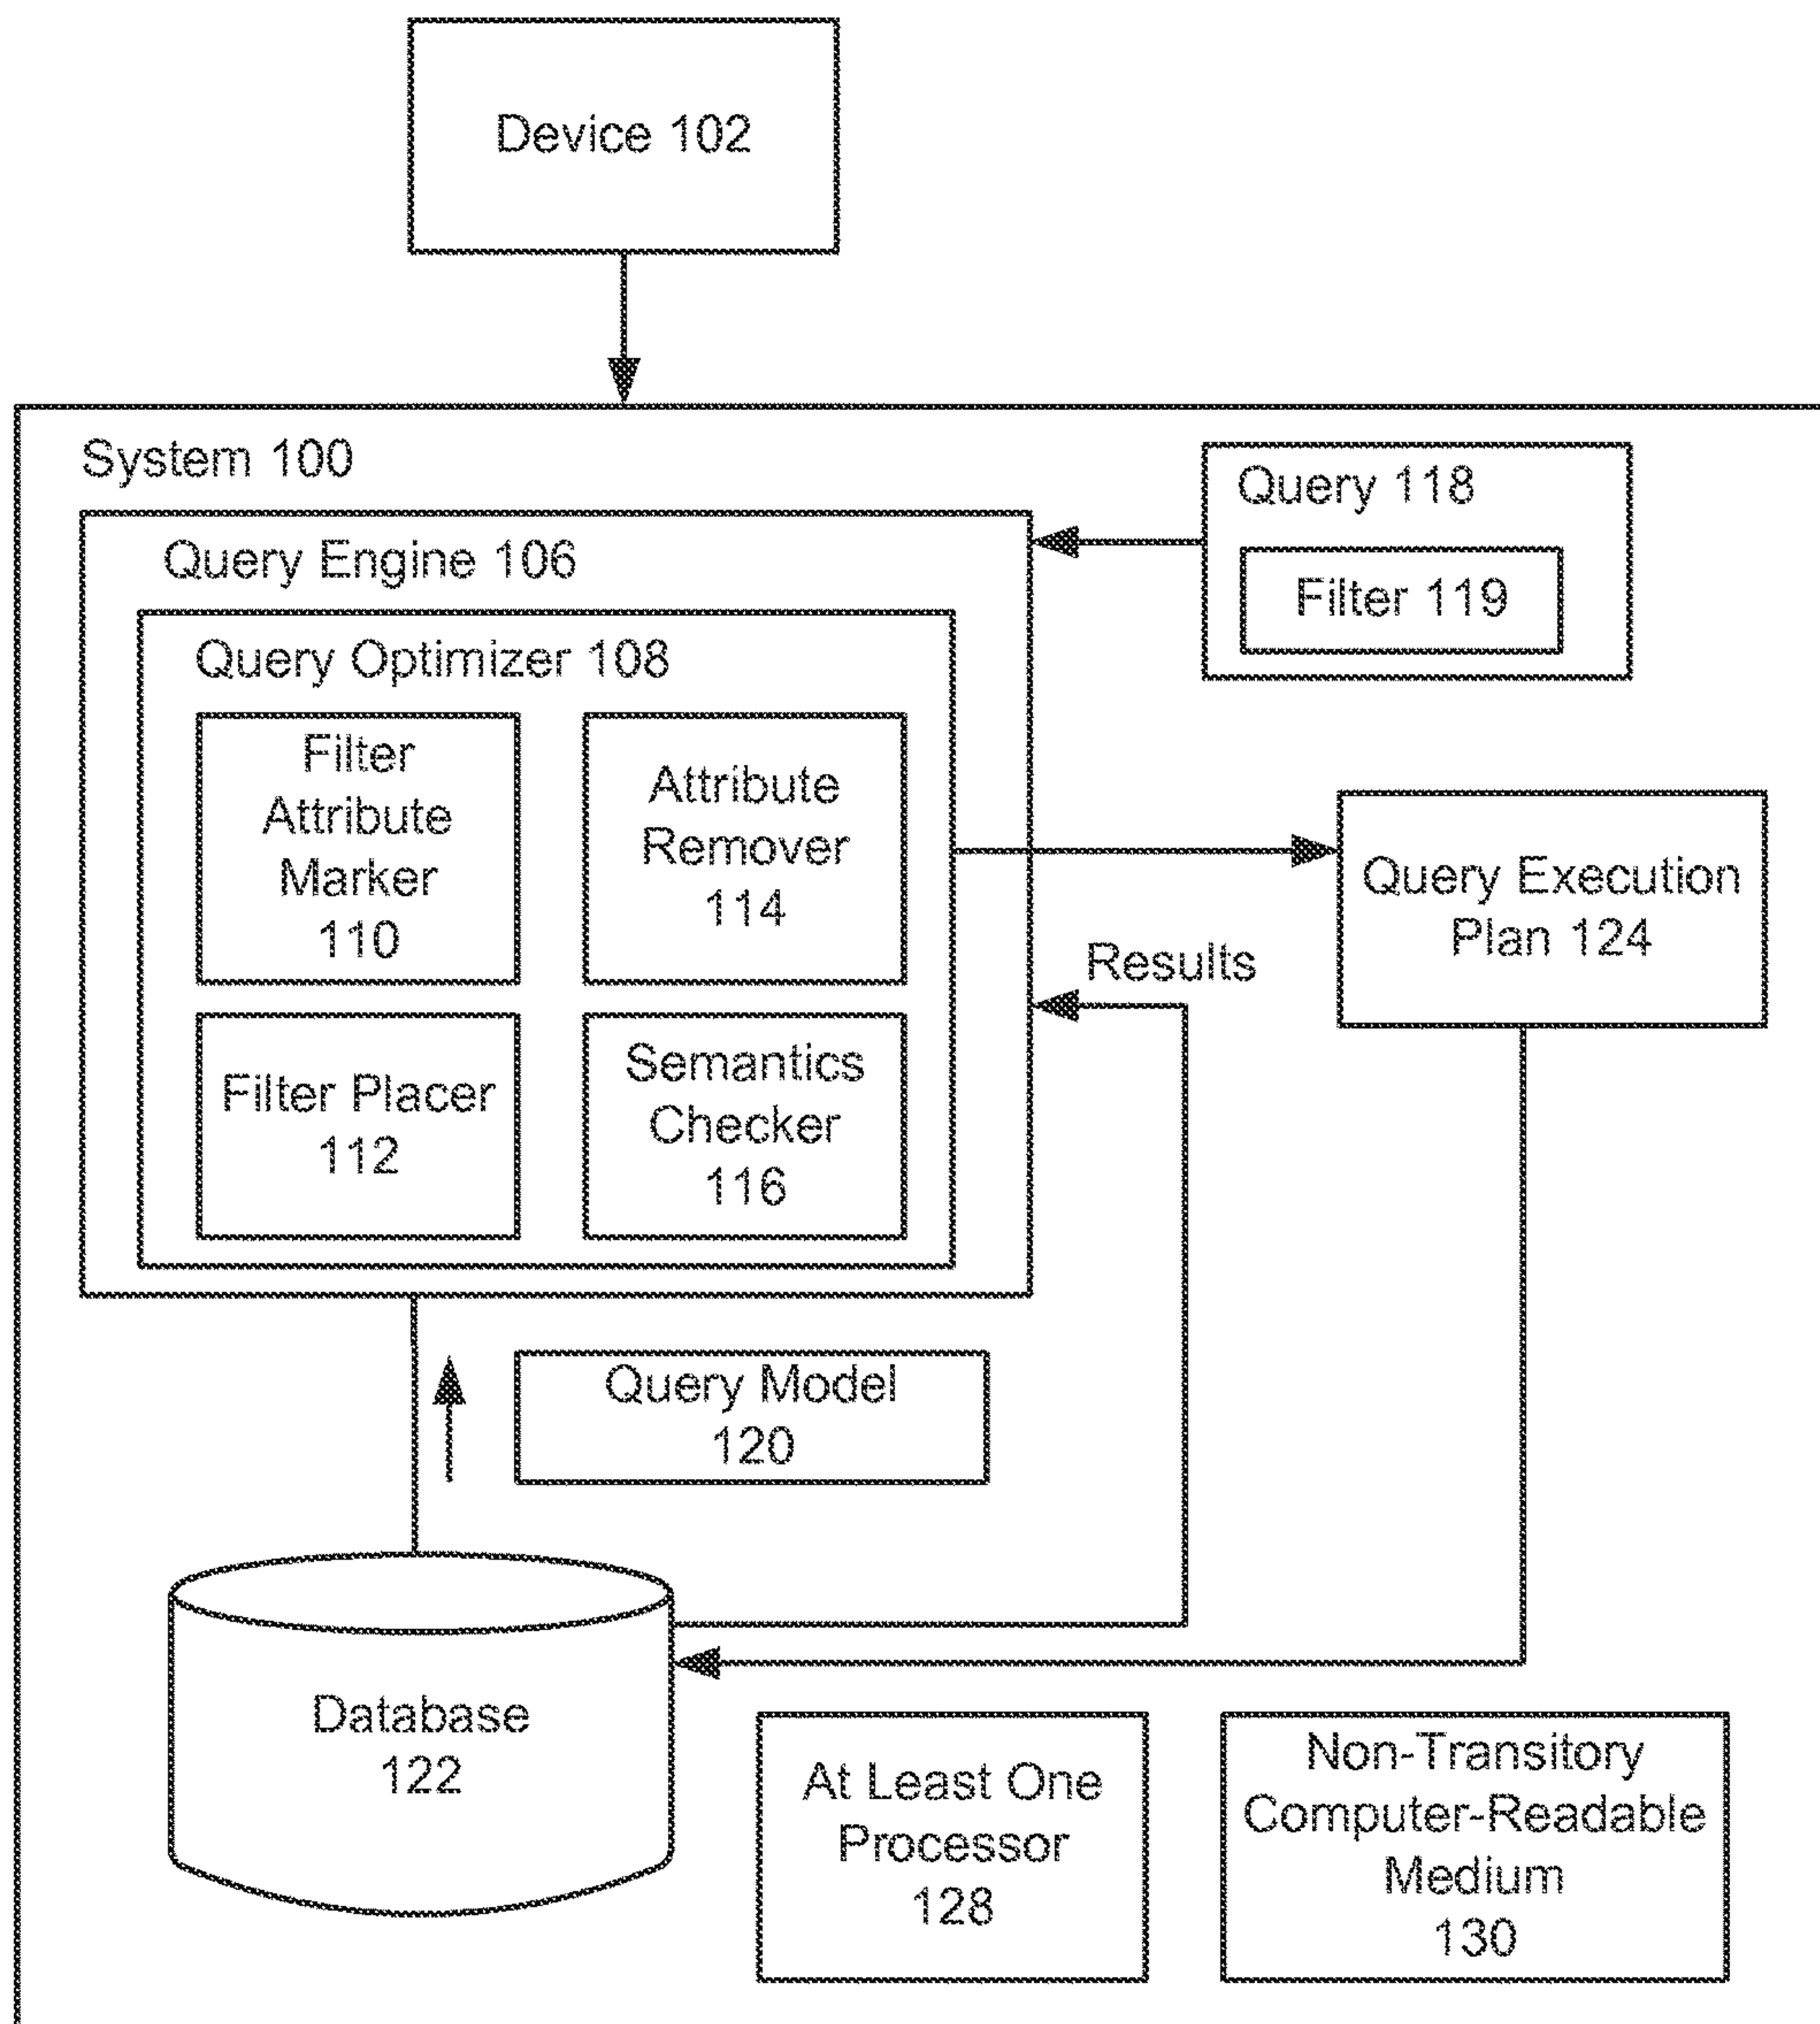 Device 102
System 100
Query 118
Filter 119
Query Engine 106
Query Optimizer 108
Filter
Attribute
Marker
110
Attribute
Remover
114
Filter Placer
112
Semantics
Checker
116
Query Execution
Plan 124
Results
Query Model
120
Database
122
At Least One
Processor
128
Non-Transitory
Computer-Readable
Medium
130